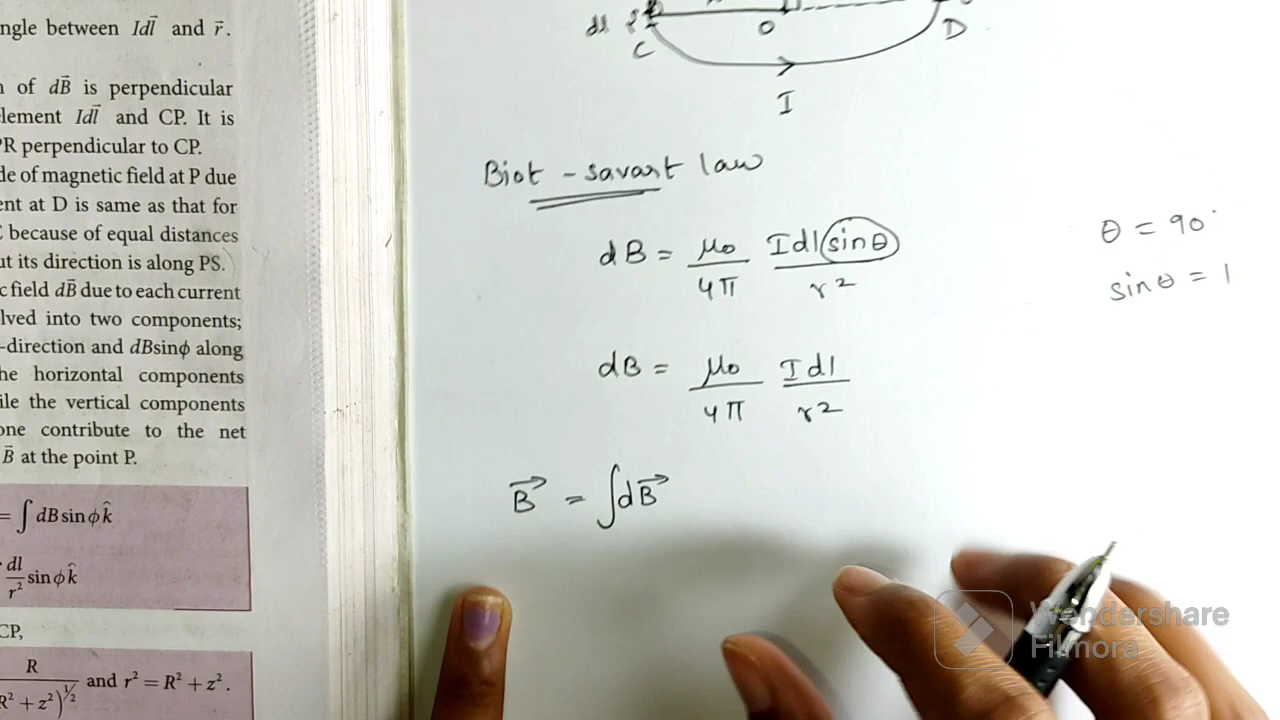 ngle between Idl⃗ and r⃗.
of dB⃗ is perpendicular
lement Idl⃗ and CP. It is
PR perpendicular to CP.
de of magnetic field at P due
ent at D is same as that for
because of equal distances
ut its direction is along PS.
c field dB⃗ due to each current
lved into two components;
-direction and dBsinϕ along
he horizontal components
ile the vertical components
one contribute to the net
B⃗ at the point P.
= ∫ dB sin ϕ k̂
dl/r² sin ϕ k̂
CP,
R/(R² + z²)^½ and r² = R² + z².
dl
C
O
D
I
Biot - savart law
dB = μ₀/4π Idl sinθ/r²
θ = 90°
sinθ = 1
dB = μ₀/4π Idl/r²
B⃗ = ∫dB⃗
Wondershare
Filmora